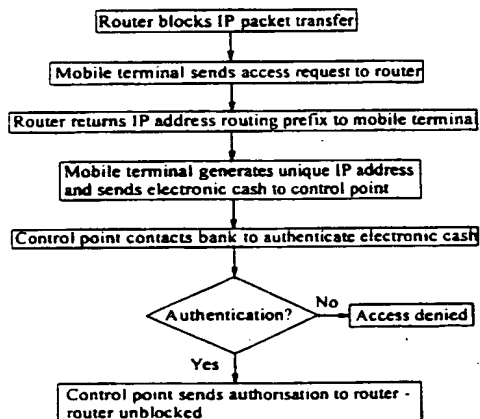 Router blocks IP packet transfer
Mobile terminal sends access request to router
Router returns IP address routing prefix to mobile terminal
Mobile terminal generates unique IP address
and sends electronic cash to control point
Control point contacts bank to authenticate electronic cash
Authentication?
No
Access denied
Yes
Control point sends authorisation to router -
router unblocked